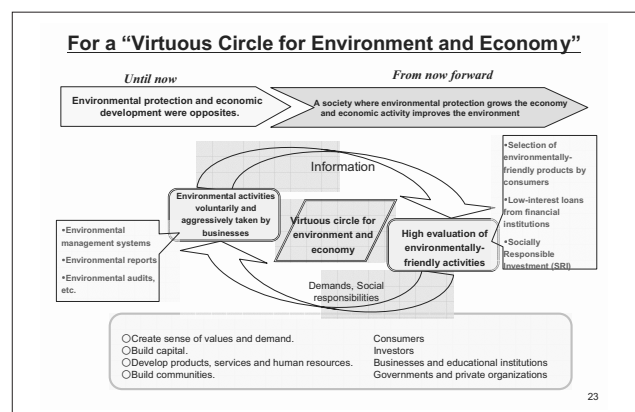 For a “Virtuous Circle for Environment and Economy”
Until now
From now forward
Environmental protection and economic
development were opposites.
A society where environmental protection grows the economy
and economic activity improves the environment
Information
•Selection of
environmentally-
friendly products by
consumers
•Low-interest loans
from financial
institutions
•Socially
Responsible
Investment (SRI)
Environmental activities
voluntarily and
aggressively taken by
businesses
Virtuous circle for
environment and
economy
High evaluation of
environmentally-
friendly activities
•Environmental
management systems
•Environmental reports
•Environmental audits,
etc.
Demands, Social
responsibilities
○Create sense of values and demand. Consumers
○Build capital. Investors
○Develop products, services and human resources. Businesses and educational institutions
○Build communities. Governments and private organizations
23